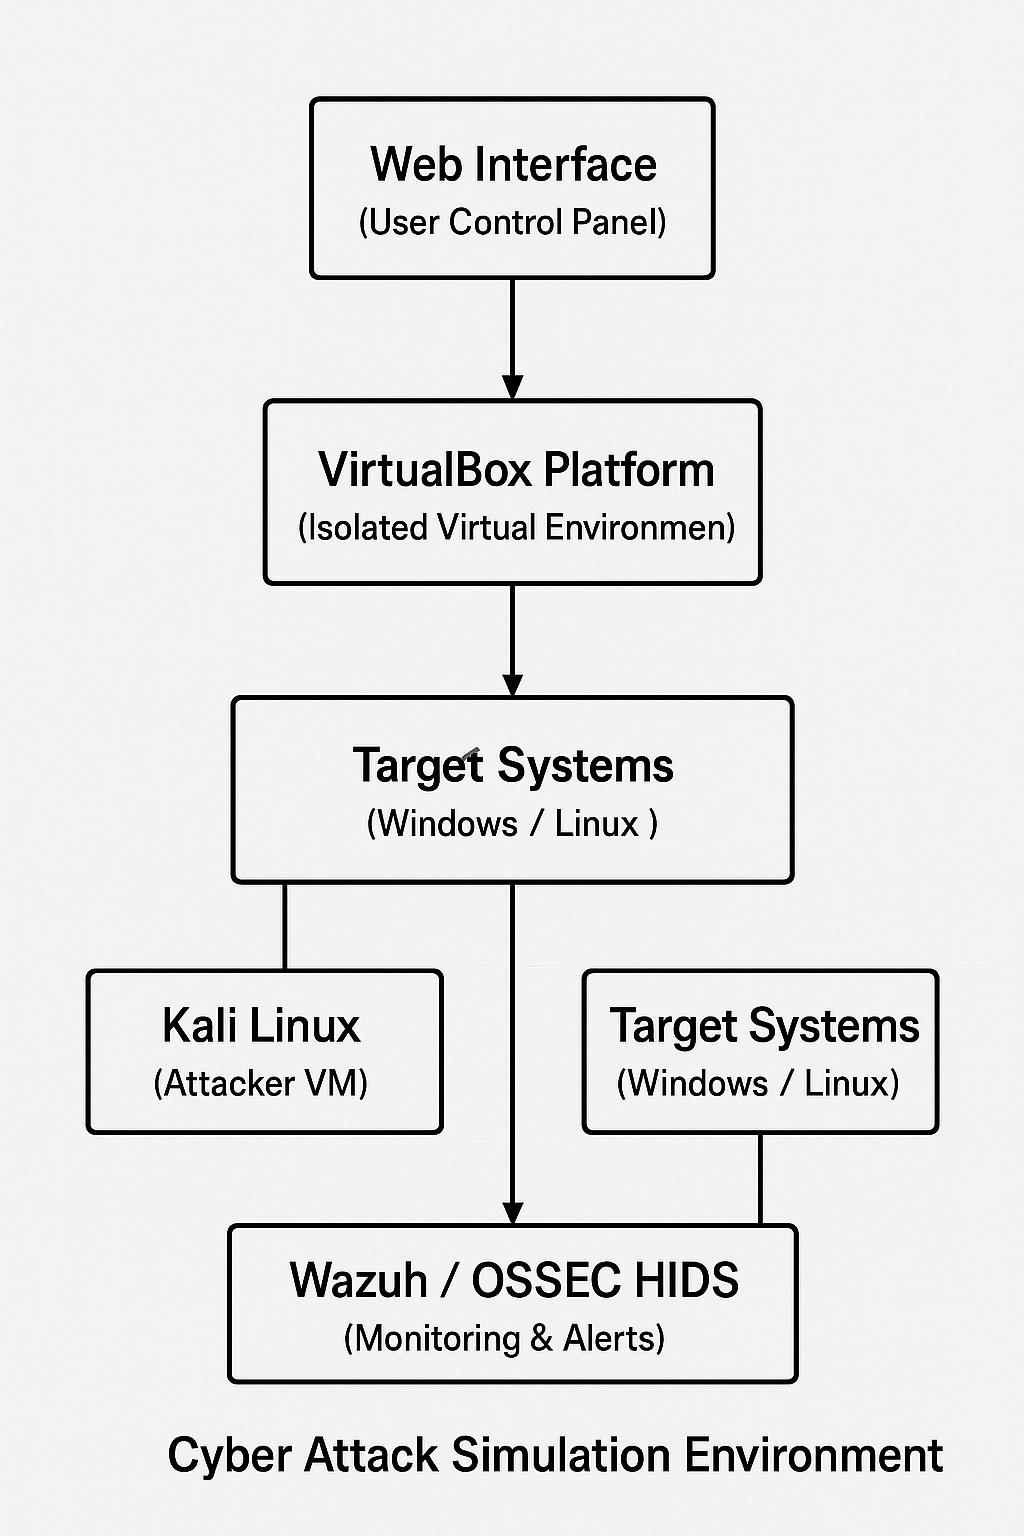 Web Interface
(User Control Panel)
VirtualBox Platform
(Isolated Virtual Environmen)
Target Systems
(Windows / Linux )
Kali Linux
(Attacker VM)
Target Systems
(Windows / Linux)
Wazuh / OSSEC HIDS
(Monitoring & Alerts)
Cyber Attack Simulation Environment